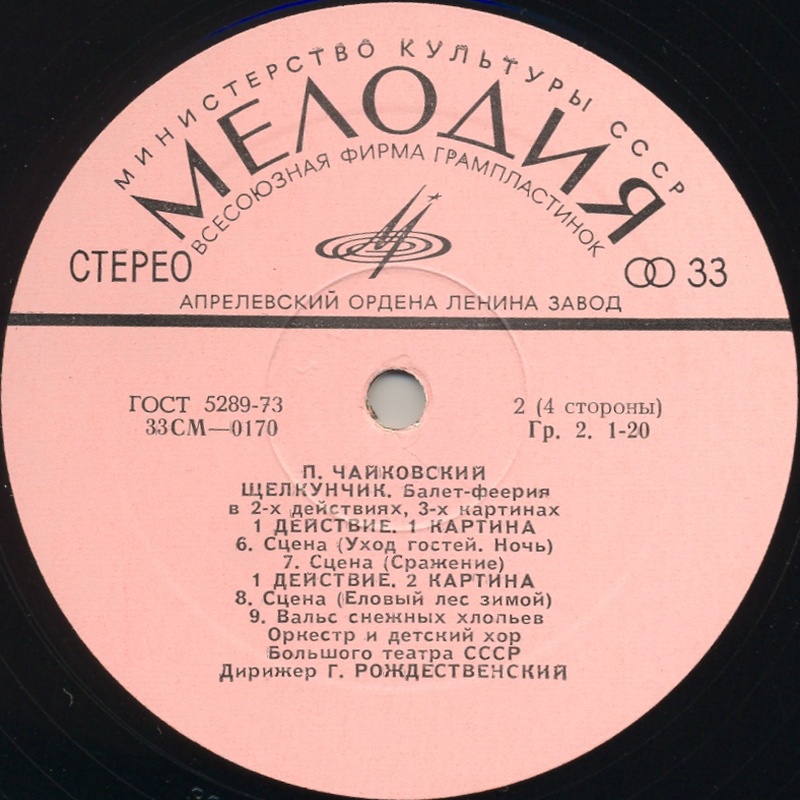 МИНИСТЕРСТВО КУЛЬТУРЫ СССР
МЕЛОДИЯ
ВСЕСОЮЗНАЯ ФИРМА ГРАМПЛАСТИНОК
СТЕРЕО
33
АПРЕЛЕВСКИЙ ОРДЕНА ЛЕНИНА ЗАВОД
ГОСТ 5289-73
2 (4 стороны)
33СМ—0170
Гр. 2. 1-20
П. ЧАЙКОВСКИЙ
ЩЕЛКУНЧИК. Балет-феерия
в 2-х действиях, 3-х картинах
1 ДЕЙСТВИЕ. 1 КАРТИНА
6. Сцена (Уход гостей. Ночь)
7. Сцена (Сражение)
1 ДЕЙСТВИЕ. 2 КАРТИНА
8. Сцена (Еловый лес зимой)
9. Вальс снежных хлопьев
Оркестр и детский хор
Большого театра СССР
Дирижер Г. РОЖДЕСТВЕНСКИЙ